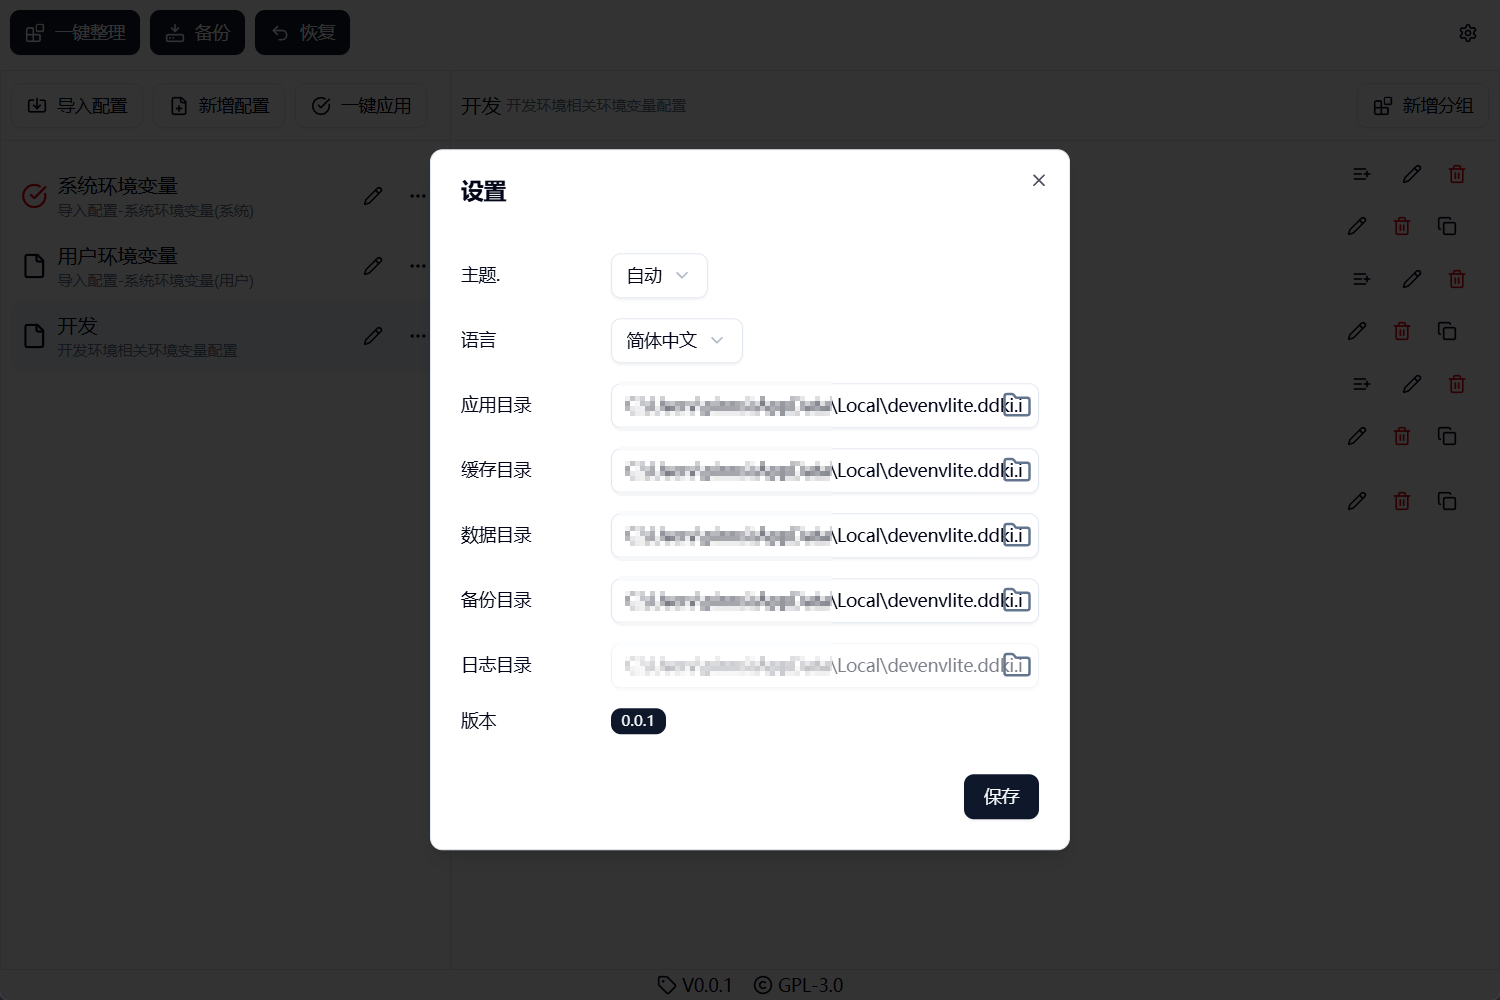 一键整理
备份
恢复
导入配置
新增配置
一键应用
开发 开发环境相关环境变量配置
新增分组
系统环境变量
导入配置-系统环境变量(系统)
用户环境变量
导入配置-系统环境变量(用户)
开发
开发环境相关环境变量配置
设置
主题.
自动
语言
简体中文
应用目录
\Local\devenvlite.ddki.i
缓存目录
\Local\devenvlite.ddki.i
数据目录
\Local\devenvlite.ddki.i
备份目录
\Local\devenvlite.ddki.i
日志目录
\Local\devenvlite.ddki.i
版本
0.0.1
保存
V0.0.1
GPL-3.0